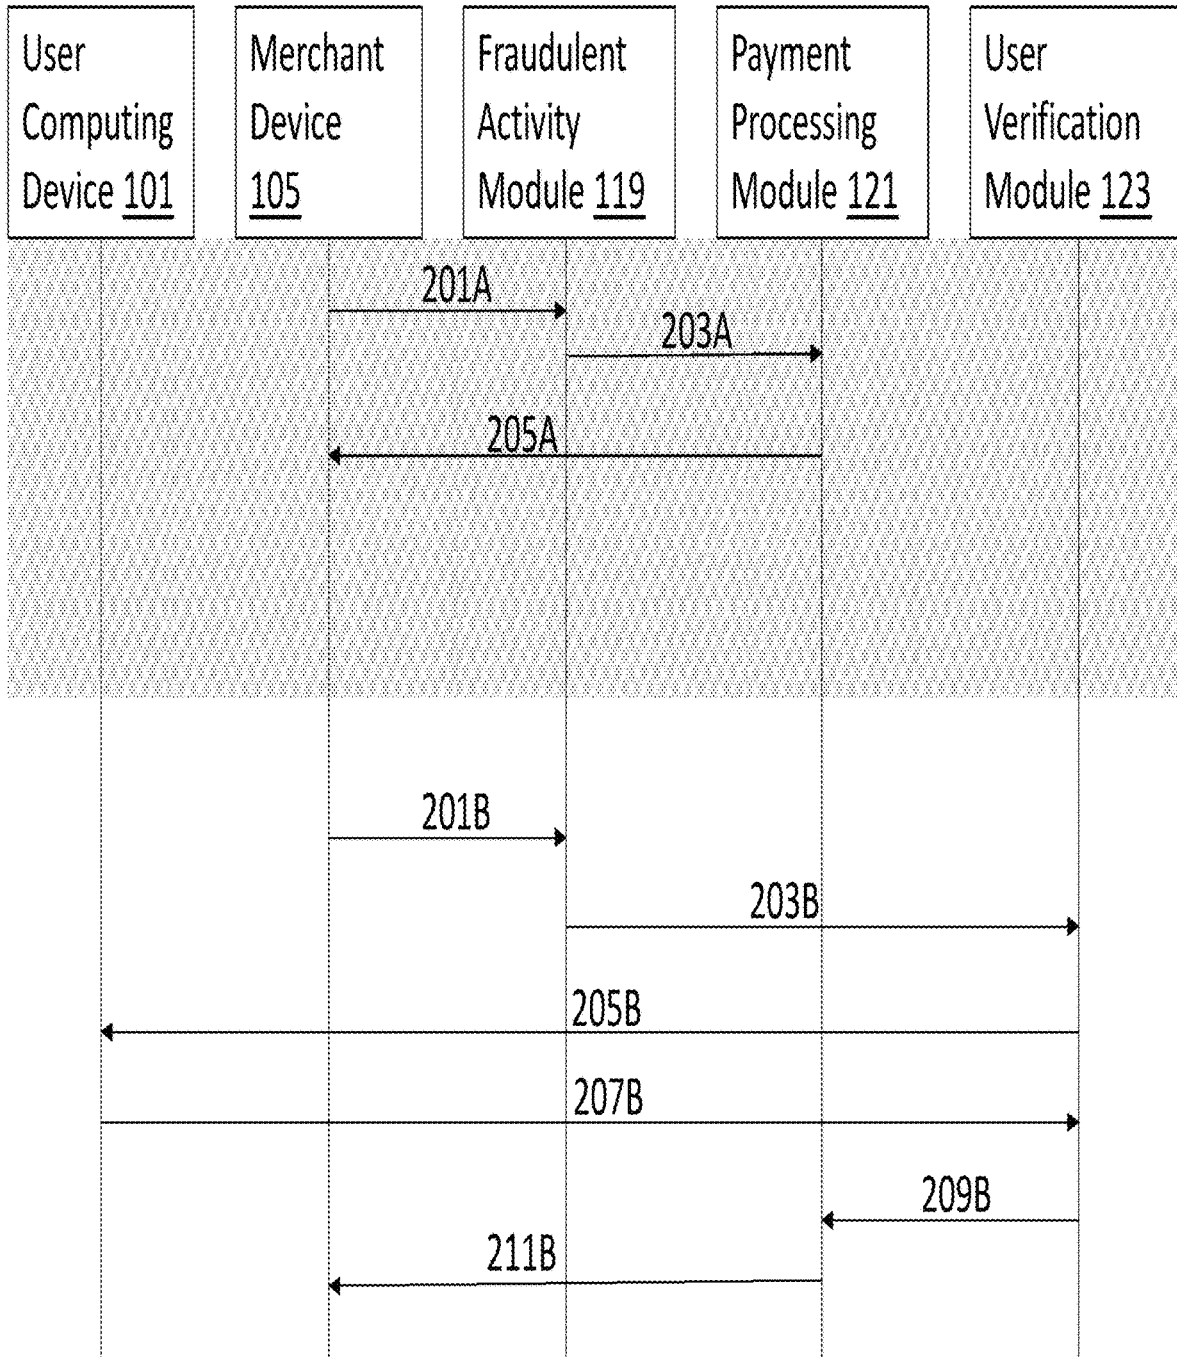 User
Computing
Device 101
Merchant
Device
105
Fraudulent
Activity
Module 119
Payment
Processing
Module 121
User
Verification
Module 123
201A
203A
205A
201B
203B
205B
207B
209B
211B